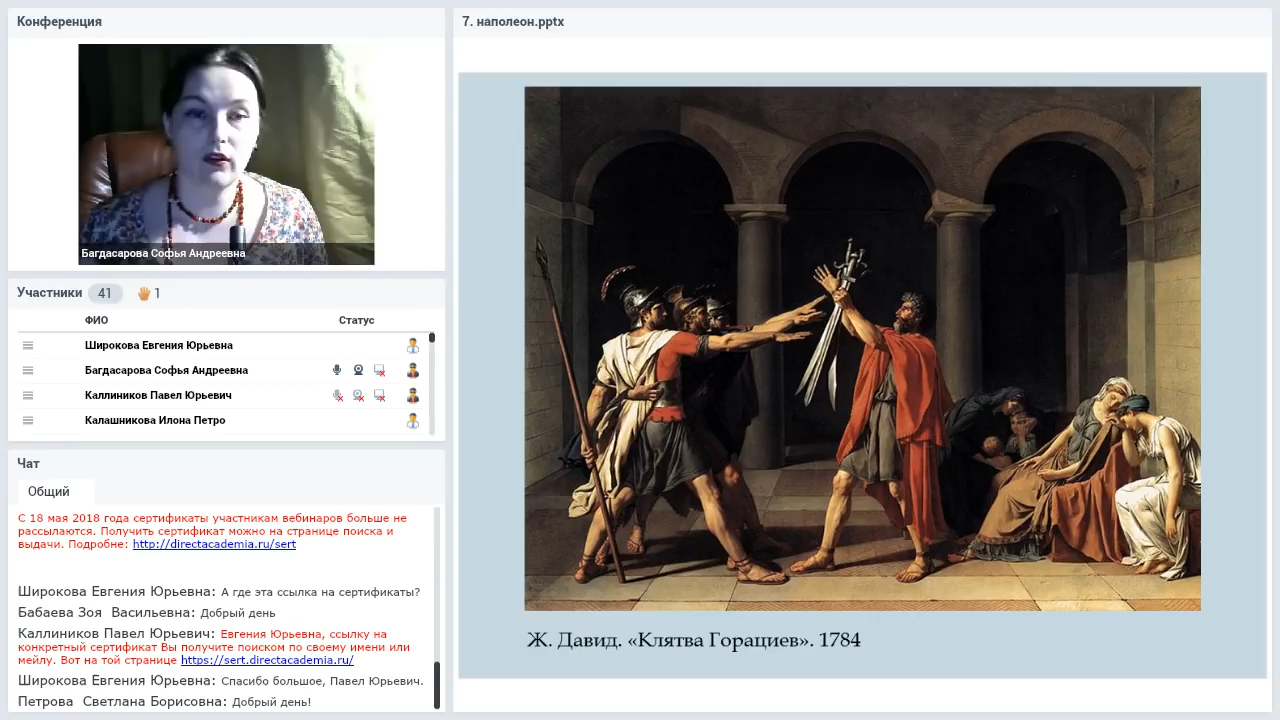 Конференция
Багдасарова Софья Андреевна
Участники 41 1
ФИО Статус
Широкова Евгения Юрьевна
Багдасарова Софья Андреевна
Каллиников Павел Юрьевич
Калашникова Илона Петро
Чат
Общий
С 18 мая 2018 года сертификаты участникам вебинаров больше не
рассылаются. Получить сертификат можно на странице поиска и
выдачи. Подробне: http://directacademia.ru/sert
Широкова Евгения Юрьевна: А где эта ссылка на сертификаты?
Бабаева Зоя Васильевна: Добрый день
Каллиников Павел Юрьевич: Евгения Юрьевна, ссылку на
конкретный сертификат Вы получите поиском по своему имени или
мейлу. Вот на той странице https://sert.directacademia.ru/
Широкова Евгения Юрьевна: Спасибо большое, Павел Юрьевич.
Петрова Светлана Борисовна: Добрый день!
7. наполеон.pptx
Ж. Давид. «Клятва Горациев». 1784